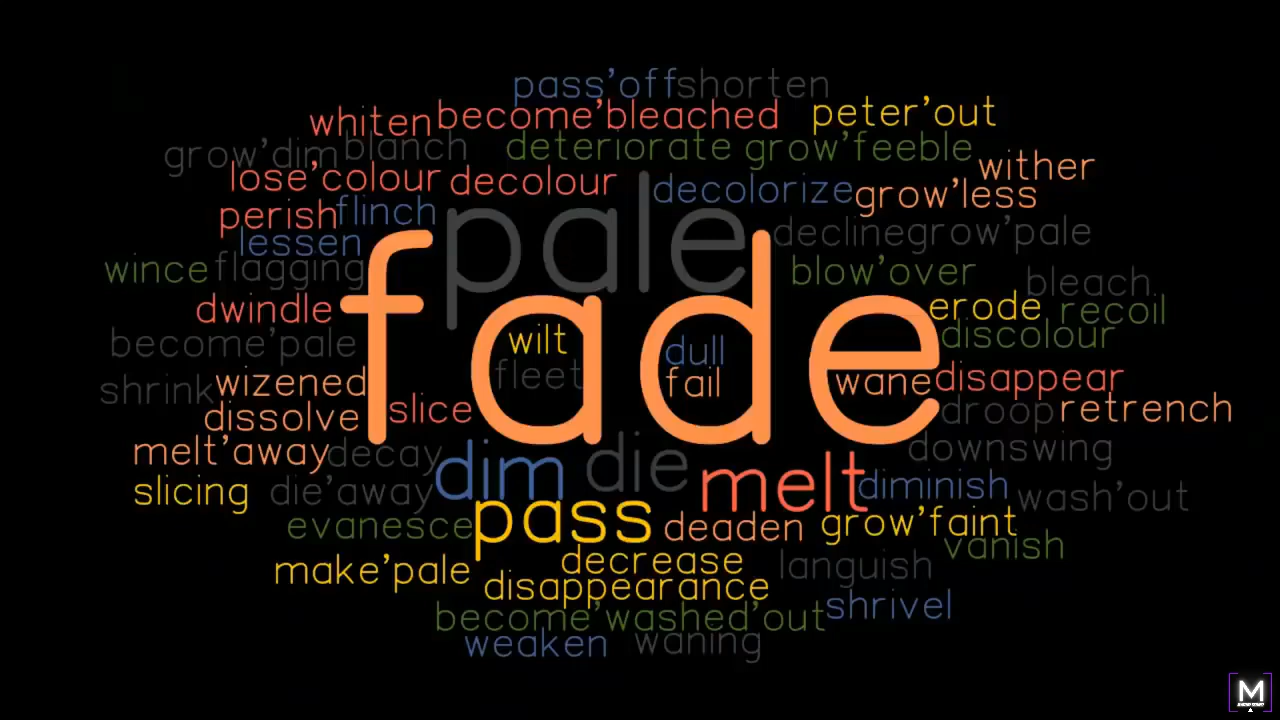 pass'off shorten
whiten become'bleached peter'out
grow'dim blanch deteriorate grow'feeble
wither
lose'colour decolour decolorize grow'less
perish flinch pale
lessen decline grow'pale
wince flagging blow'over bleach
dwindle fade erode recoil
become'pale wilt dull discolour
shrink wizened fleet fail wane disappear
dissolve slice droop retrench
melt'away decay dim die melt downswing
slicing die'away diminish wash'out
evanesce pass deaden grow'faint
vanish
make'pale decrease languish
disappearance
become'washed'out shrivel
weaken waning
M